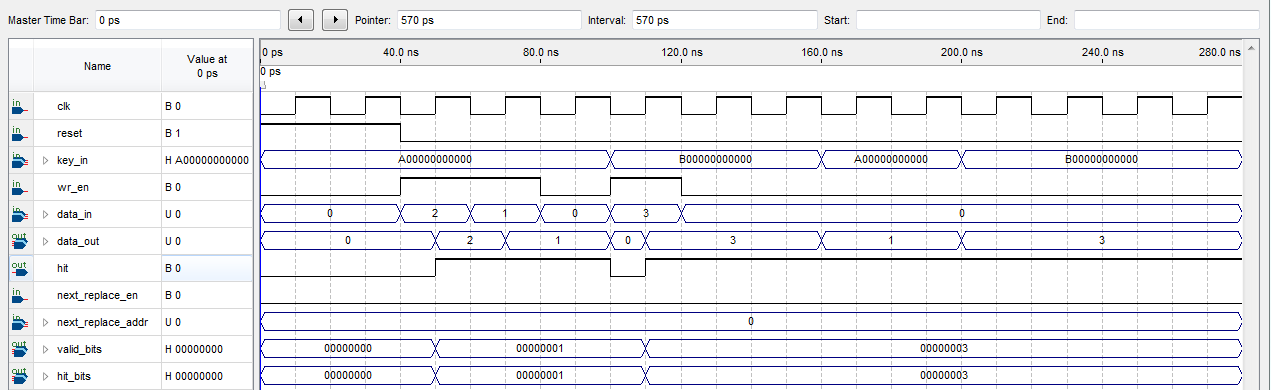 Master Time Bar: 0 ps Pointer: 570 ps Interval: 570 ps Start: End:
Name Value at 0 ps
0 ps 40.0 ns 80.0 ns 120.0 ns 160.0 ns 200.0 ns 240.0 ns 280.0 ns
0 ps
in clk B 0
in reset B 1
in key_in H A00000000000 A00000000000 B00000000000 A00000000000 B00000000000
in wr_en B 0
in data_in U 0 0 2 1 0 3 0
out data_out U 0 0 2 1 0 3 1 3
out hit B 0
in next_replace_en B 0
in next_replace_addr U 0 0
out valid_bits H 00000000 00000000 00000001 00000003
out hit_bits H 00000000 00000000 00000001 00000003